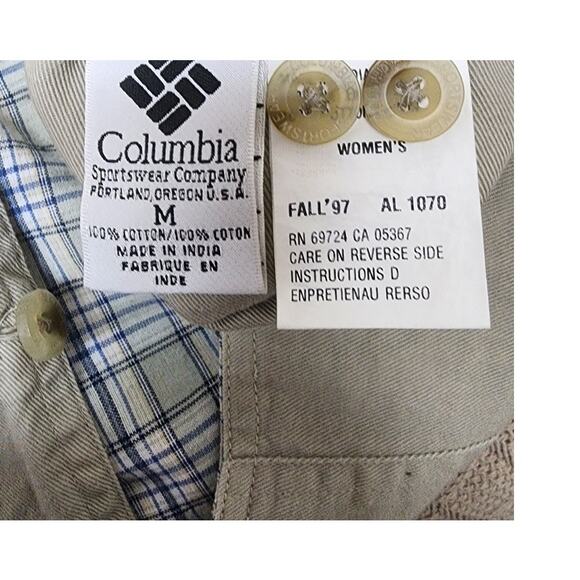 Columbia
Sportswear Company
PORTLAND, OREGON U.S.A.
M
100% COTTON/100% COTON
MADE IN INDIA
FABRIQUE EN
INDE
WOMEN'S
FALL'97 AL 1070
RN 69724 CA 05367
CARE ON REVERSE SIDE
INSTRUCTIONS D
ENPRETIENAU RERSO